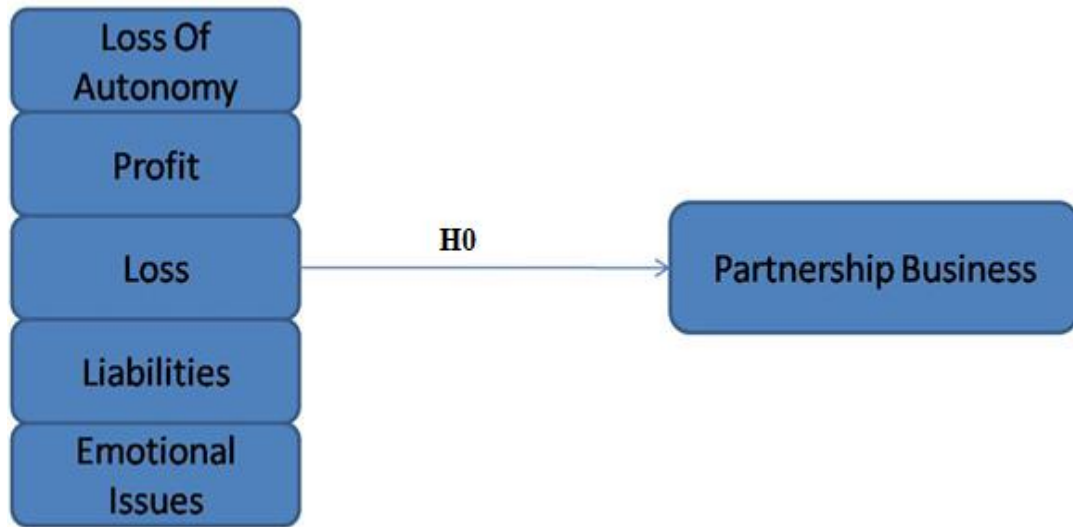 Loss Of
Autonomy
Profit
Loss
Liabilities
Emotional
Issues
H0
Partnership Business